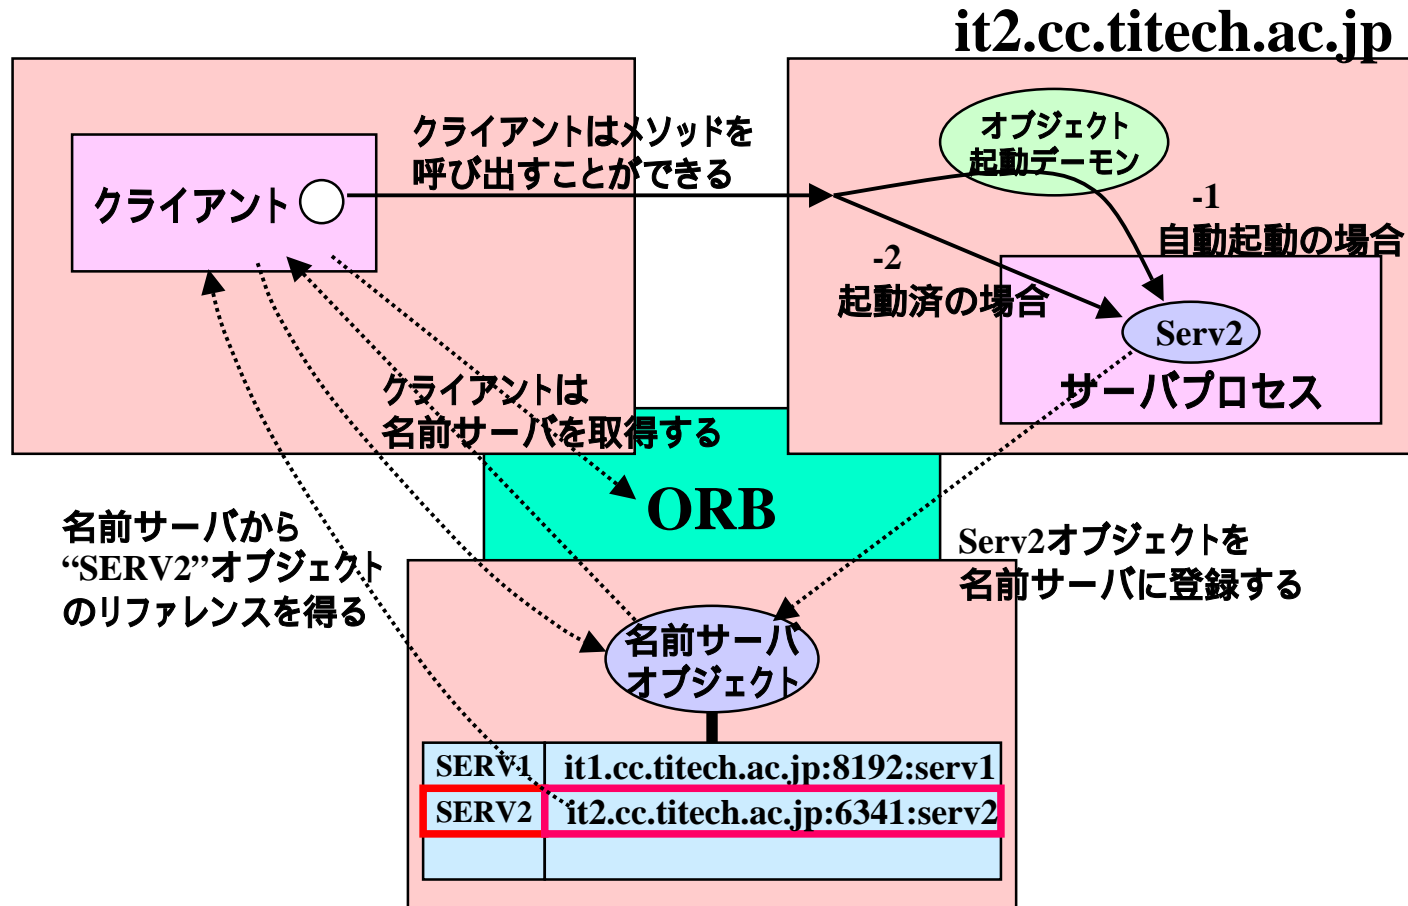 it2.cc.titech.ac.jp
クライアントはメソッドを
呼び出すことができる
オブジェクト
起動デーモン
クライアント
-1
自動起動の場合
-2
起動済の場合
Serv2
サーバプロセス
クライアントは
名前サーバを取得する
ORB
名前サーバから
“SERV2”オブジェクト
のリファレンスを得る
Serv2オブジェクトを
名前サーバに登録する
名前サーバ
オブジェクト
SERV1 it1.cc.titech.ac.jp:8192:serv1
SERV2 it2.cc.titech.ac.jp:6341:serv2